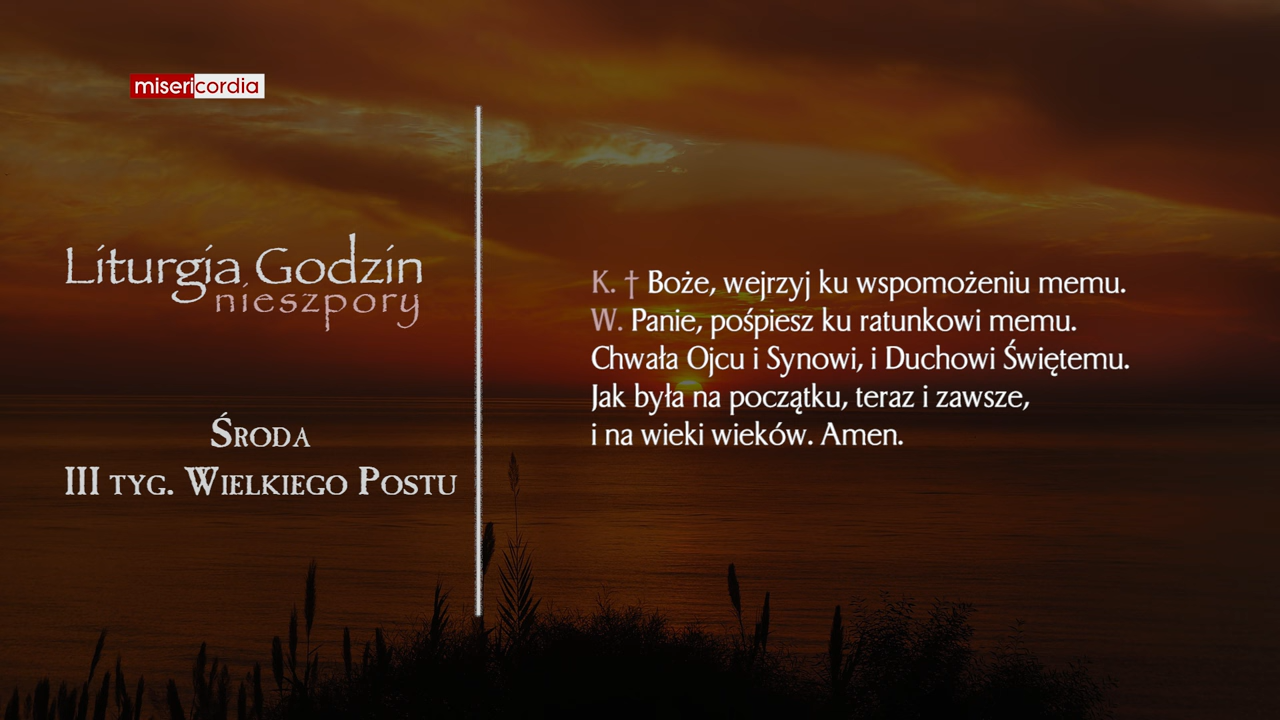 misericordia
Liturgia Godzin
nieszpory
Środa
III tyg. Wielkiego Postu
K. † Boże, wejrzyj ku wspomożeniu memu.
W. Panie, pośpiesz ku ratunkowi memu.
Chwała Ojcu i Synowi, i Duchowi Świętemu.
Jak była na początku, teraz i zawsze,
i na wieki wieków. Amen.